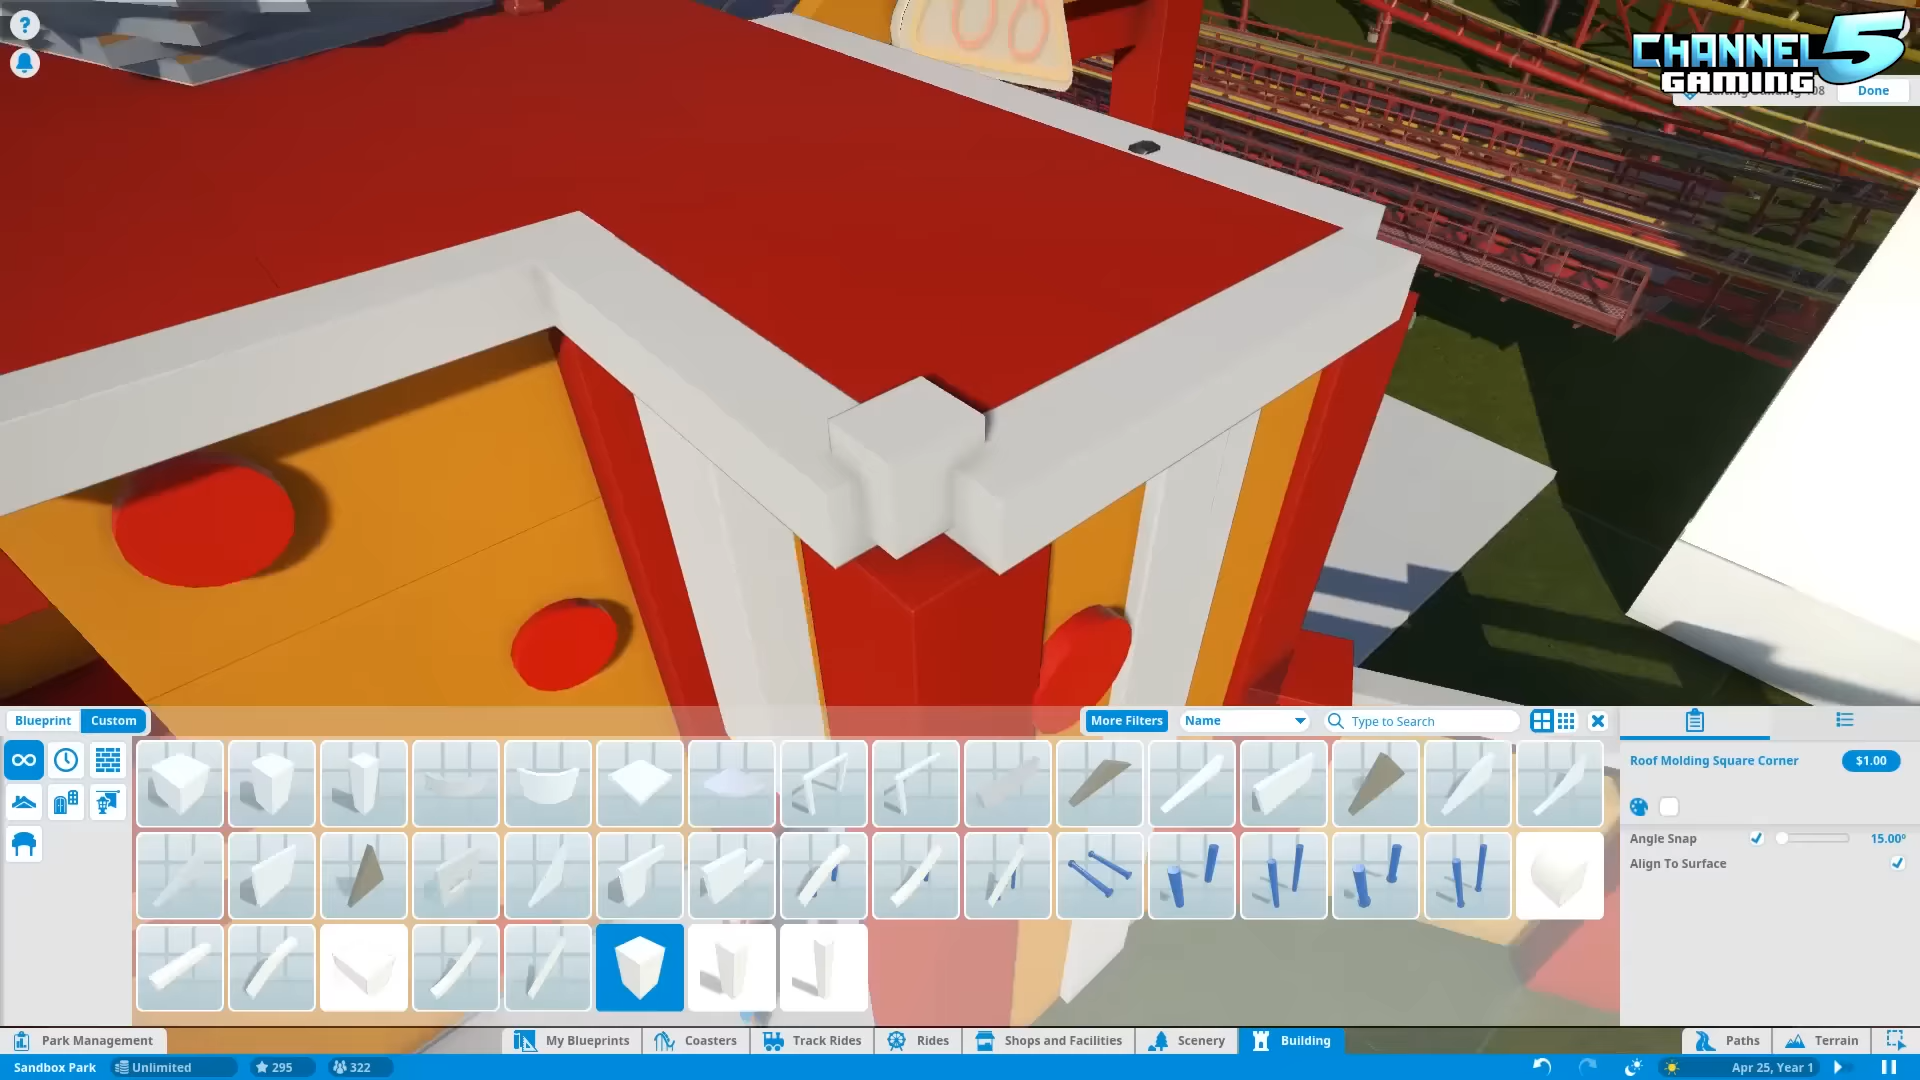 CHANNEL 5
GAMING
Done
Blueprint
Custom
More Filters
Name
Type to Search
Roof Molding Square Corner
$1.00
Angle Snap
15.00°
Align To Surface
Park Management
My Blueprints
Coasters
Track Rides
Rides
Shops and Facilities
Scenery
Building
Paths
Terrain
Sandbox Park
Unlimited
295
322
Apr 25, Year 1